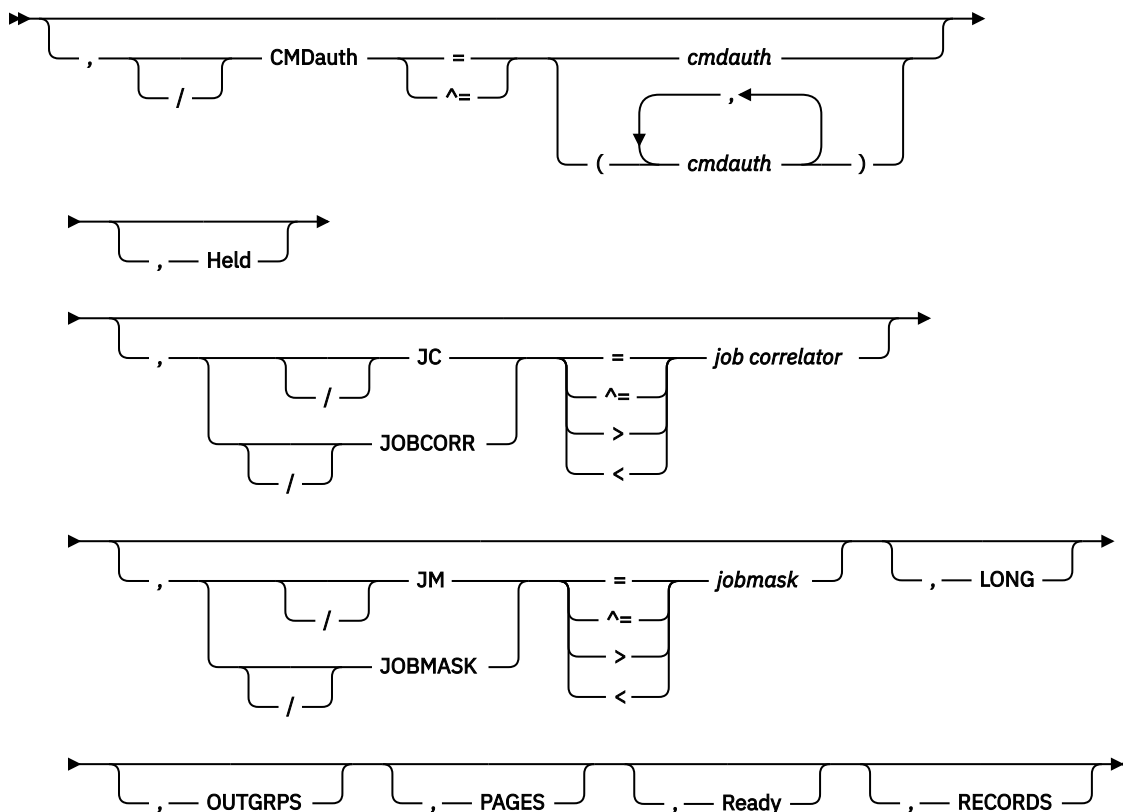 , / CMDauth = ^= cmdauth
,
( cmdauth )
, Held
, / JC = job correlator
^=
>
/ JOBCORR
<
, / JM = jobmask , LONG
^=
>
/ JOBMASK
<
, OUTGRPS , PAGES , Ready , RECORDS